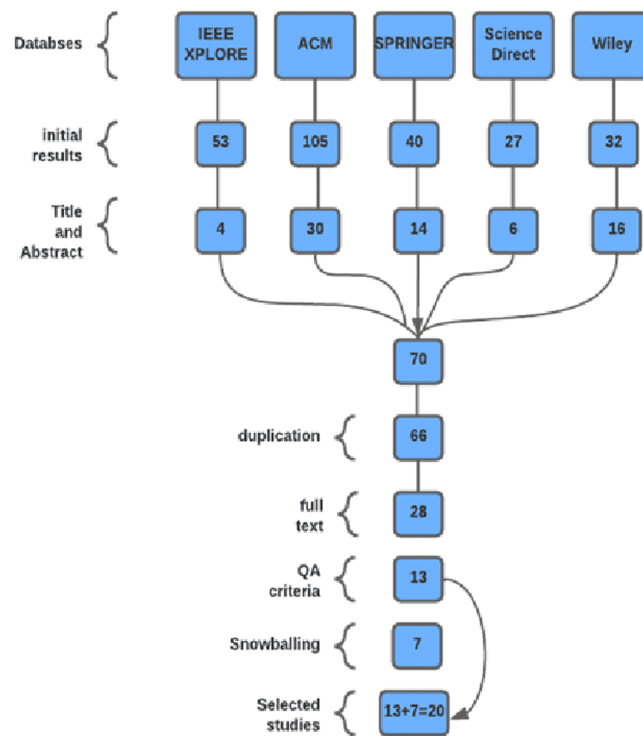 Databses
IEEE
XPLORE
ACM
SPRINGER
Science
Direct
Wiley
initial
results
53
105
40
27
32
Title
and
Abstract
4
30
14
6
16
70
duplication
66
full
text
28
QA
criteria
13
Snowballing
7
Selected
studies
13+7=20